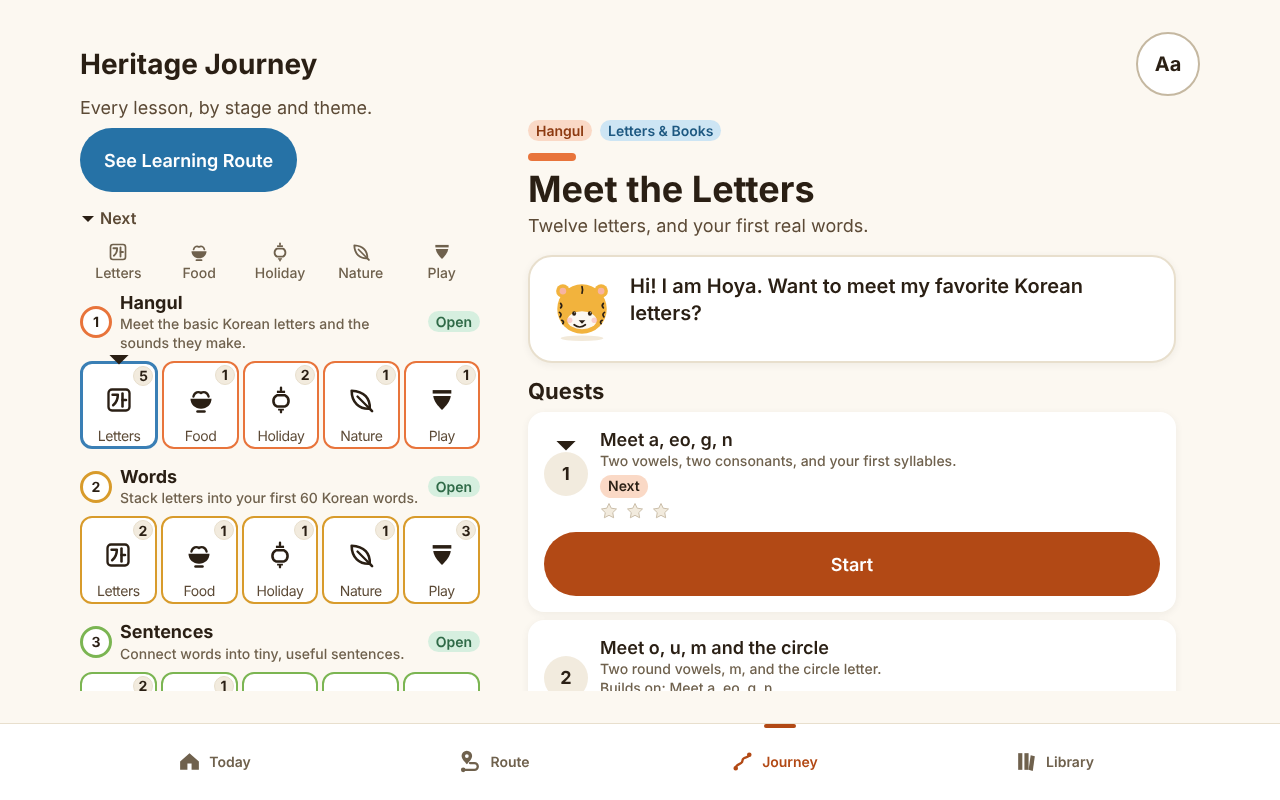 Heritage Journey
Every lesson, by stage and theme.
See Learning Route
Next
가 Letters
Food
Holiday
Nature
Play
1
Hangul
Meet the basic Korean letters and the
sounds they make.
Open
5
가
Letters
1
Food
2
Holiday
1
Nature
1
Play
2
Words
Stack letters into your first 60 Korean words.
Open
2
가
Letters
1
Food
1
Holiday
1
Nature
3
Play
3
Sentences
Connect words into tiny, useful sentences.
Open
2
1
Aa
Hangul
Letters & Books
Meet the Letters
Twelve letters, and your first real words.
Hi! I am Hoya. Want to meet my favorite Korean
letters?
Quests
1
Meet a, eo, g, n
Two vowels, two consonants, and your first syllables.
Next
Start
2
Meet o, u, m and the circle
Two round vowels, m, and the circle letter.
Builds on: Meet a, eo, g, n
Today
Route
Journey
Library